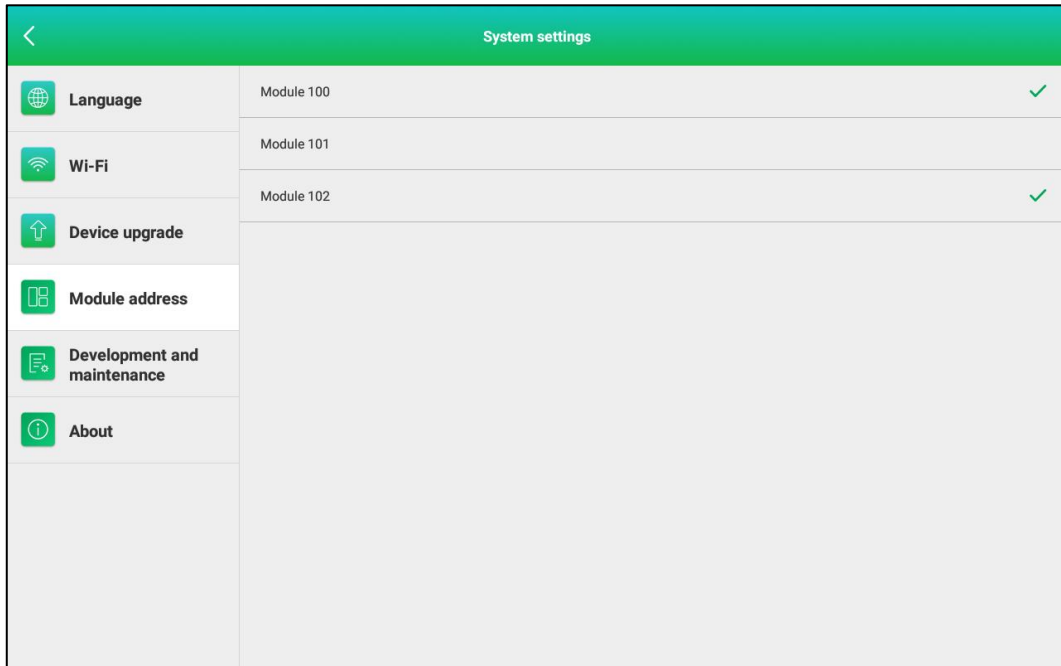 System settings
Language
Wi-Fi
Device upgrade
Module address
Development and
maintenance
About
Module 100
Module 101
Module 102